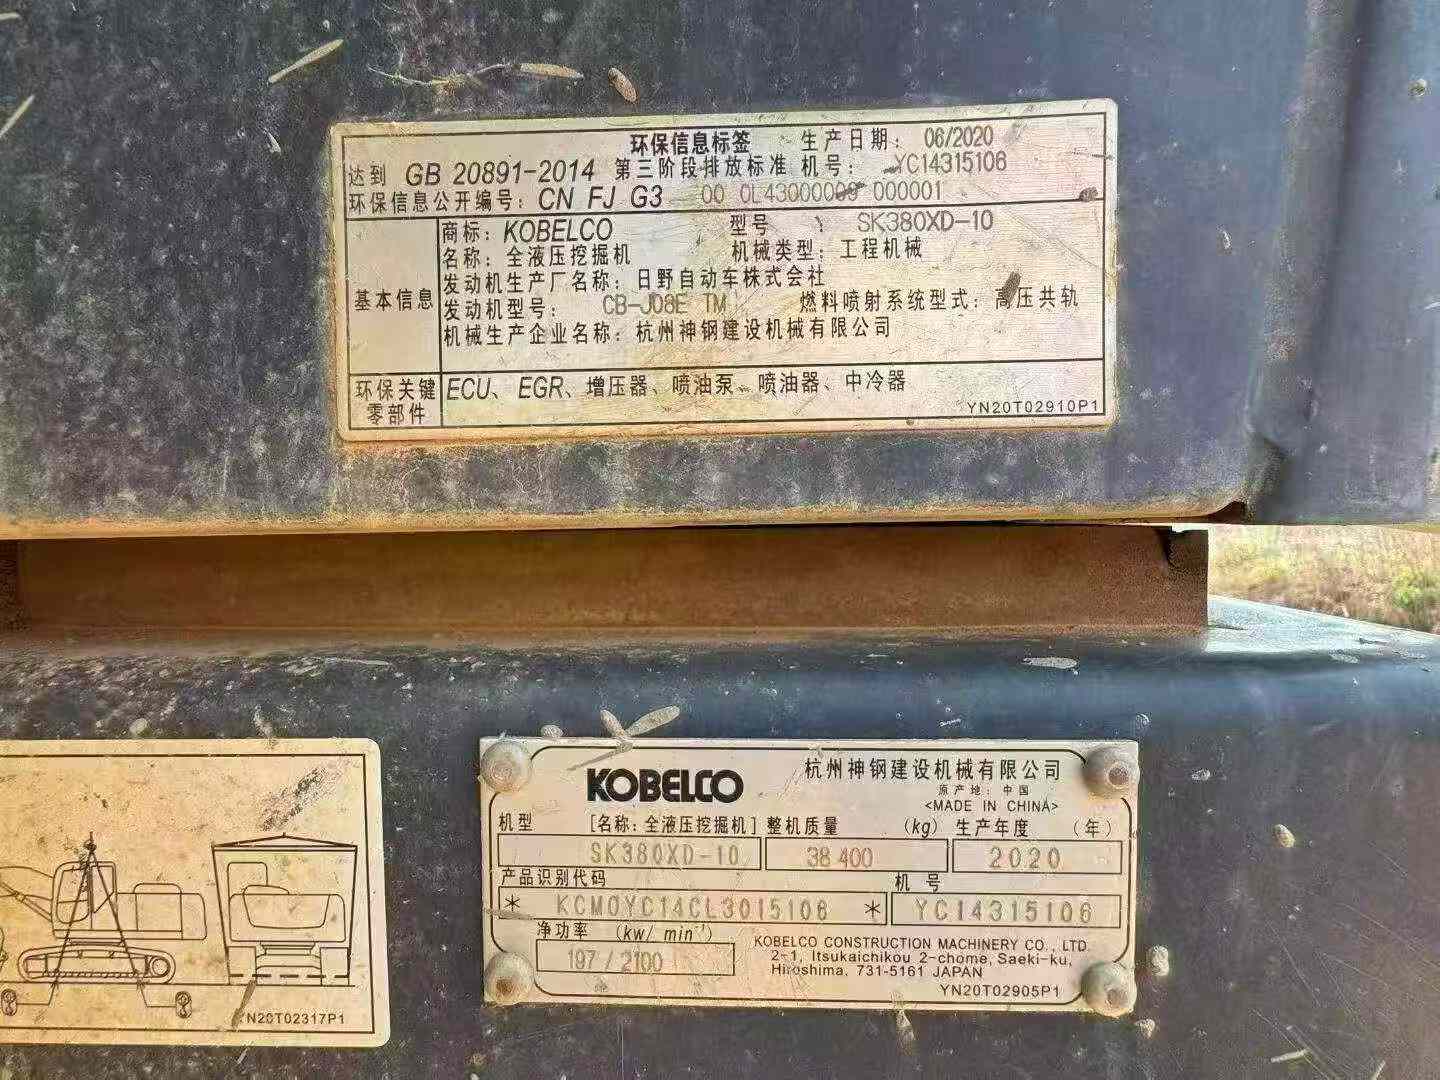 环保信息标签 生产日期: 06/2020
达到 GB 20891-2014 第三阶段排放标准 机号: YC14315106
环保信息公开编号: CN FJ G3 00 0L43000009 000001
基本信息
商标: KOBELCO 型号 : SK380XD-10
名称: 全液压挖掘机 机械类型: 工程机械
发动机生产厂名称: 日野自动车株式会社
发动机型号: CB-J08E TM 燃料喷射系统型式: 高压共轨
机械生产企业名称: 杭州神钢建设机械有限公司
环保关键零部件
ECU、EGR、增压器、喷油泵、喷油器、中冷器
YN20T02910P1
KOBELCO 杭州神钢建设机械有限公司
原产地: 中国
<MADE IN CHINA>
机型 [名称: 全液压挖掘机] 整机质量 (kg) 生产年度 (年)
SK380XD-10 38400 2020
产品识别代码 机号
* KCM0YC14CL3015106 * YC14315106
净功率 (kw/min⁻¹)
197/2100
KOBELCO CONSTRUCTION MACHINERY CO., LTD.
2-1, Itsukaichikou 2-chome, Saeki-ku,
Hiroshima. 731-5161 JAPAN
YN20T02905P1
YN20T02317P1